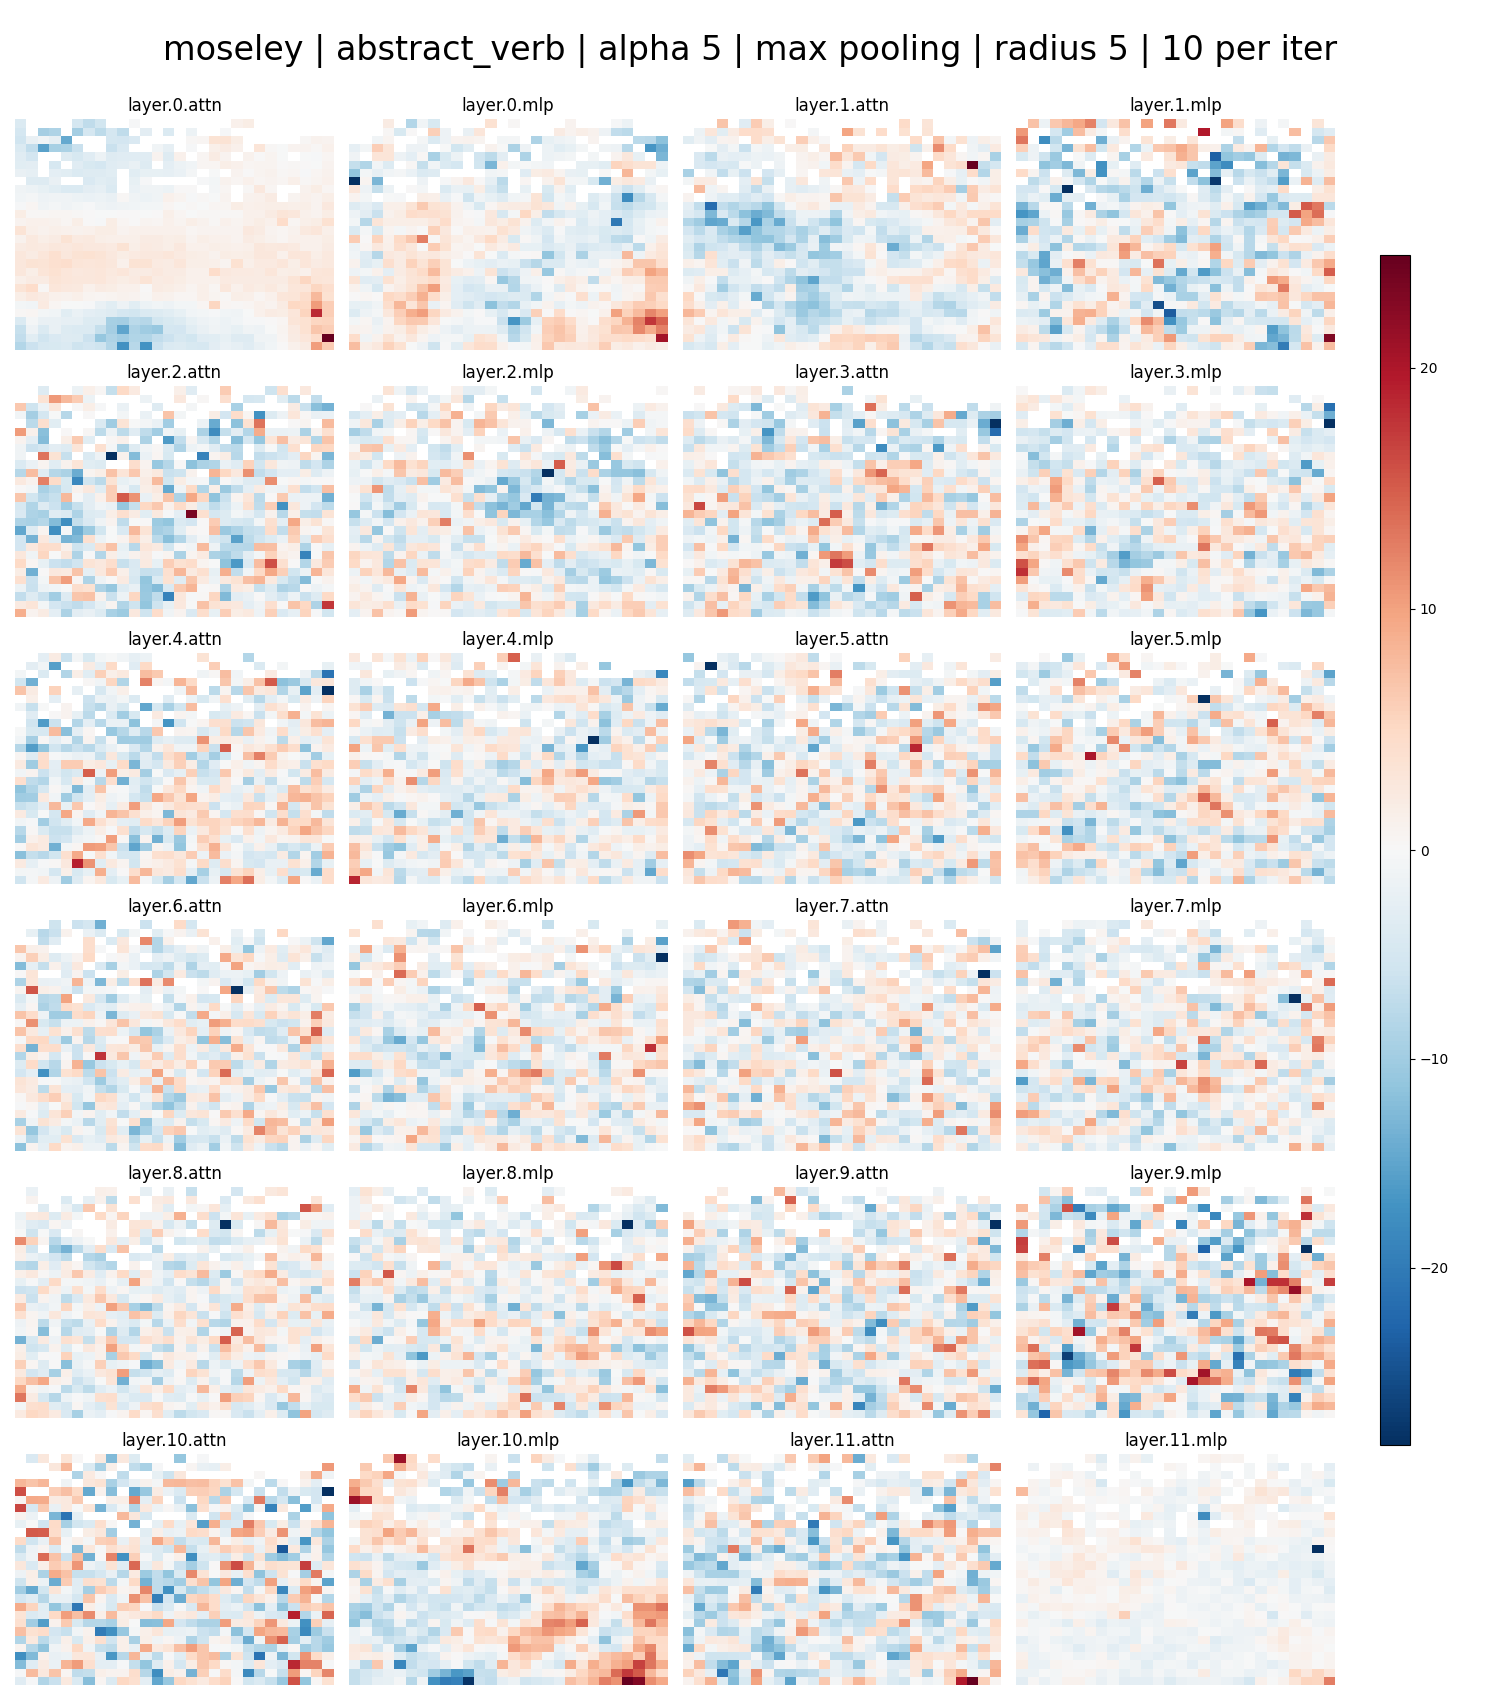 moseley | abstract_verb | alpha 5 | max pooling | radius 5 | 10 per iter
layer.0.attn layer.0.mlp layer.1.attn layer.1.mlp
layer.2.attn layer.2.mlp layer.3.attn layer.3.mlp
layer.4.attn layer.4.mlp layer.5.attn layer.5.mlp
layer.6.attn layer.6.mlp layer.7.attn layer.7.mlp
layer.8.attn layer.8.mlp layer.9.attn layer.9.mlp
layer.10.attn layer.10.mlp layer.11.attn layer.11.mlp
20
10
0
−10
−20